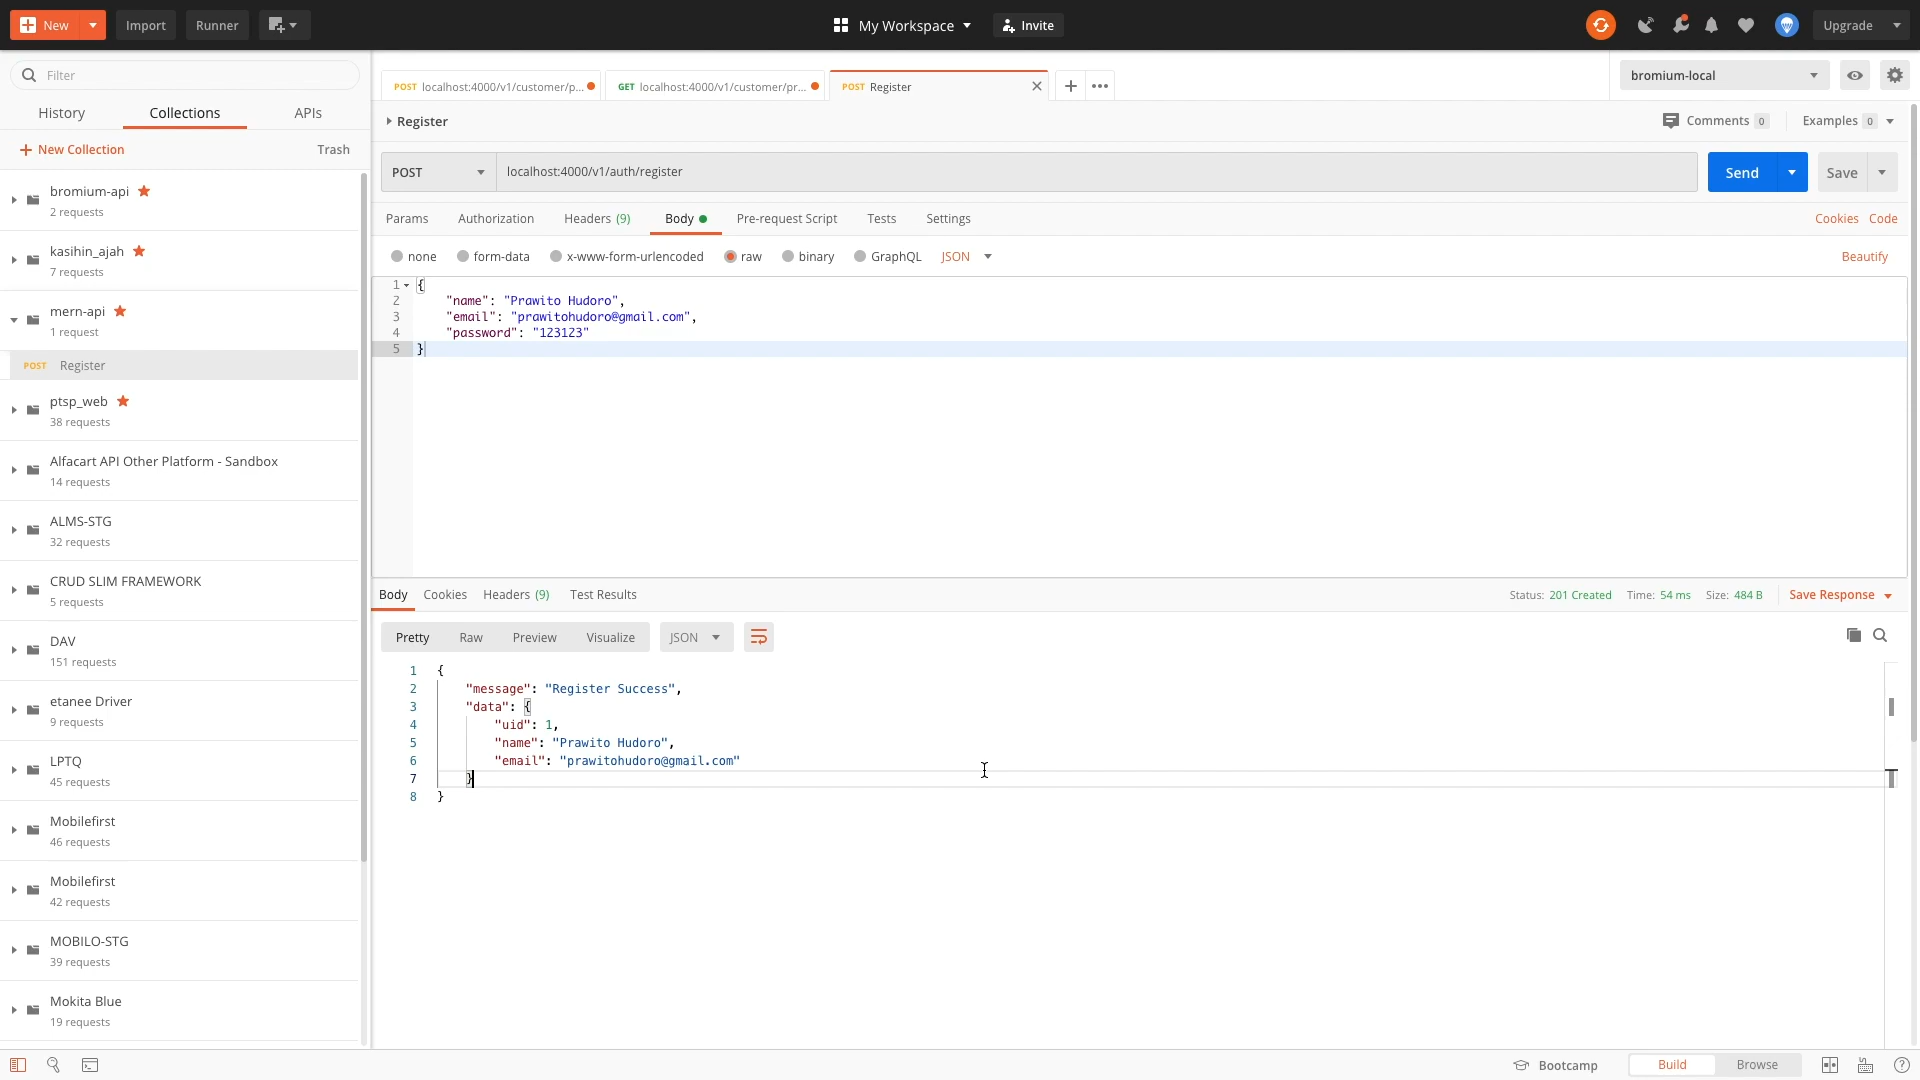 New
Import
Runner
My Workspace
Invite
Upgrade
Filter
History
Collections
APIs
New Collection
Trash
bromium-api
2 requests
kasihin_ajah
7 requests
mern-api
1 request
POST Register
ptsp_web
38 requests
Alfacart API Other Platform - Sandbox
14 requests
ALMS-STG
32 requests
CRUD SLIM FRAMEWORK
5 requests
DAV
151 requests
etanee Driver
9 requests
LPTQ
45 requests
Mobilefirst
46 requests
Mobilefirst
42 requests
MOBILO-STG
39 requests
Mokita Blue
19 requests
POST localhost:4000/v1/customer/p...
GET localhost:4000/v1/customer/pr...
POST Register
bromium-local
Register
Comments 0
Examples 0
POST
localhost:4000/v1/auth/register
Send
Save
Params Authorization Headers (9) Body Pre-request Script Tests Settings
Cookies Code
none form-data x-www-form-urlencoded raw binary GraphQL JSON
Beautify
1 {
2 "name": "Prawito Hudoro",
3 "email": "prawitohudoro@gmail.com",
4 "password": "123123"
5 }
Body Cookies Headers (9) Test Results
Status: 201 Created Time: 54 ms Size: 484 B Save Response
Pretty Raw Preview Visualize JSON
1 {
2 "message": "Register Success",
3 "data": {
4 "uid": 1,
5 "name": "Prawito Hudoro",
6 "email": "prawitohudoro@gmail.com"
7 }
8 }
Bootcamp
Build
Browse